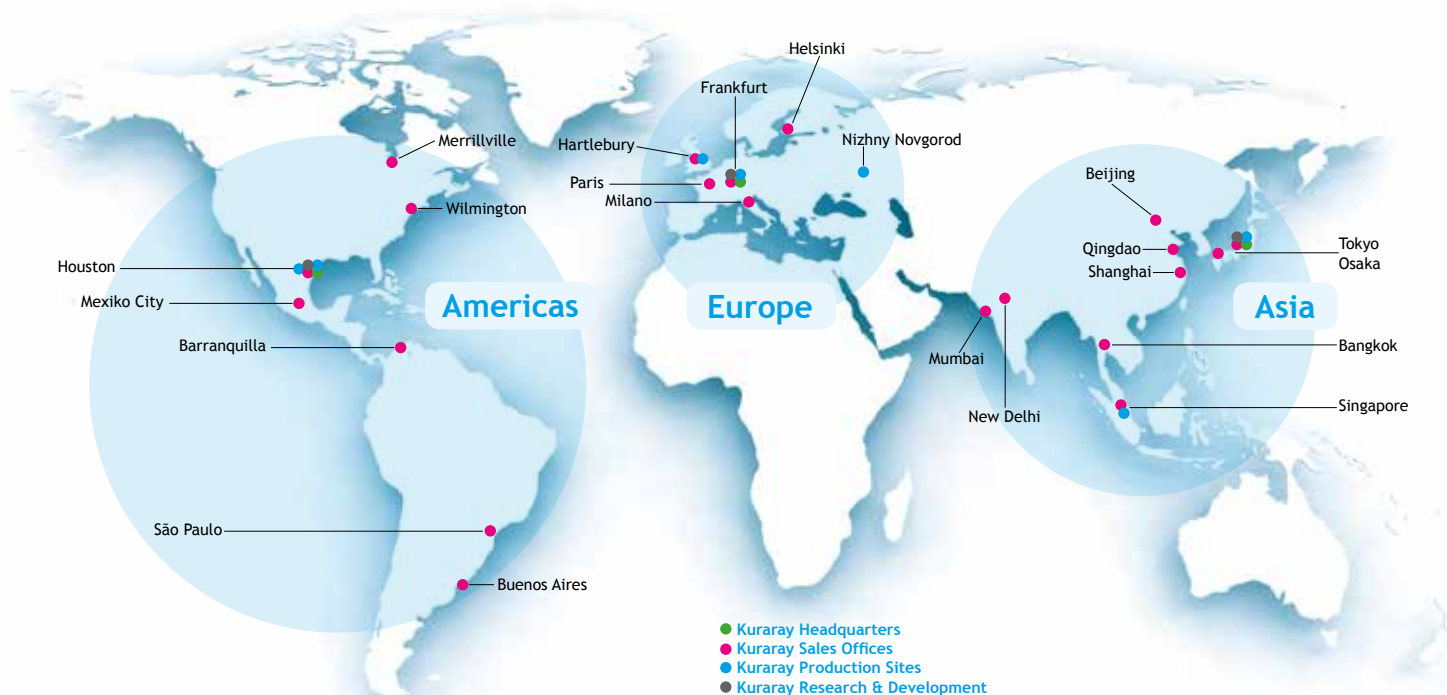 Helsinki
Frankfurt
Merrillville
Hartlebury
Nizhny Novgorod
Paris
Beijing
Milano
Wilmington
Qingdao
Tokyo
Osaka
Houston
Shanghai
Mexiko City
Americas
Europe
Asia
Barranquilla
Mumbai
Bangkok
New Delhi
Singapore
São Paulo
Buenos Aires
Kuraray Headquarters
Kuraray Sales Offices
Kuraray Production Sites
Kuraray Research & Development